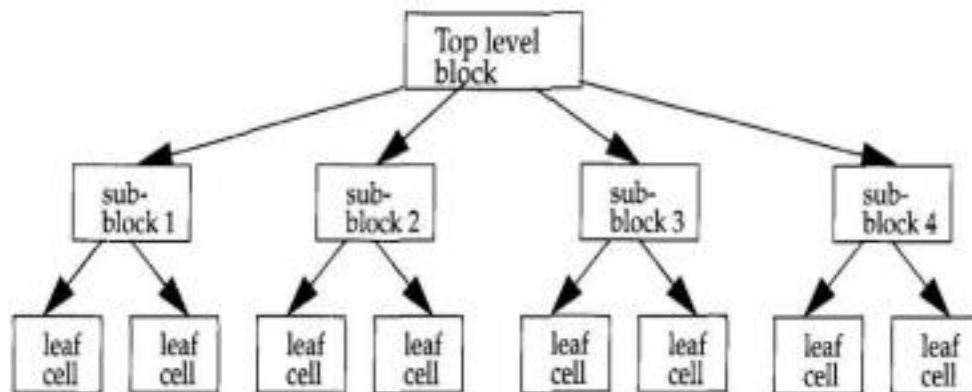 Top level
block
sub-
block 1
sub-
block 2
sub-
block 3
sub-
block 4
leaf
cell
leaf
cell
leaf
cell
leaf
cell
leaf
cell
leaf
cell
leaf
cell
leaf
cell